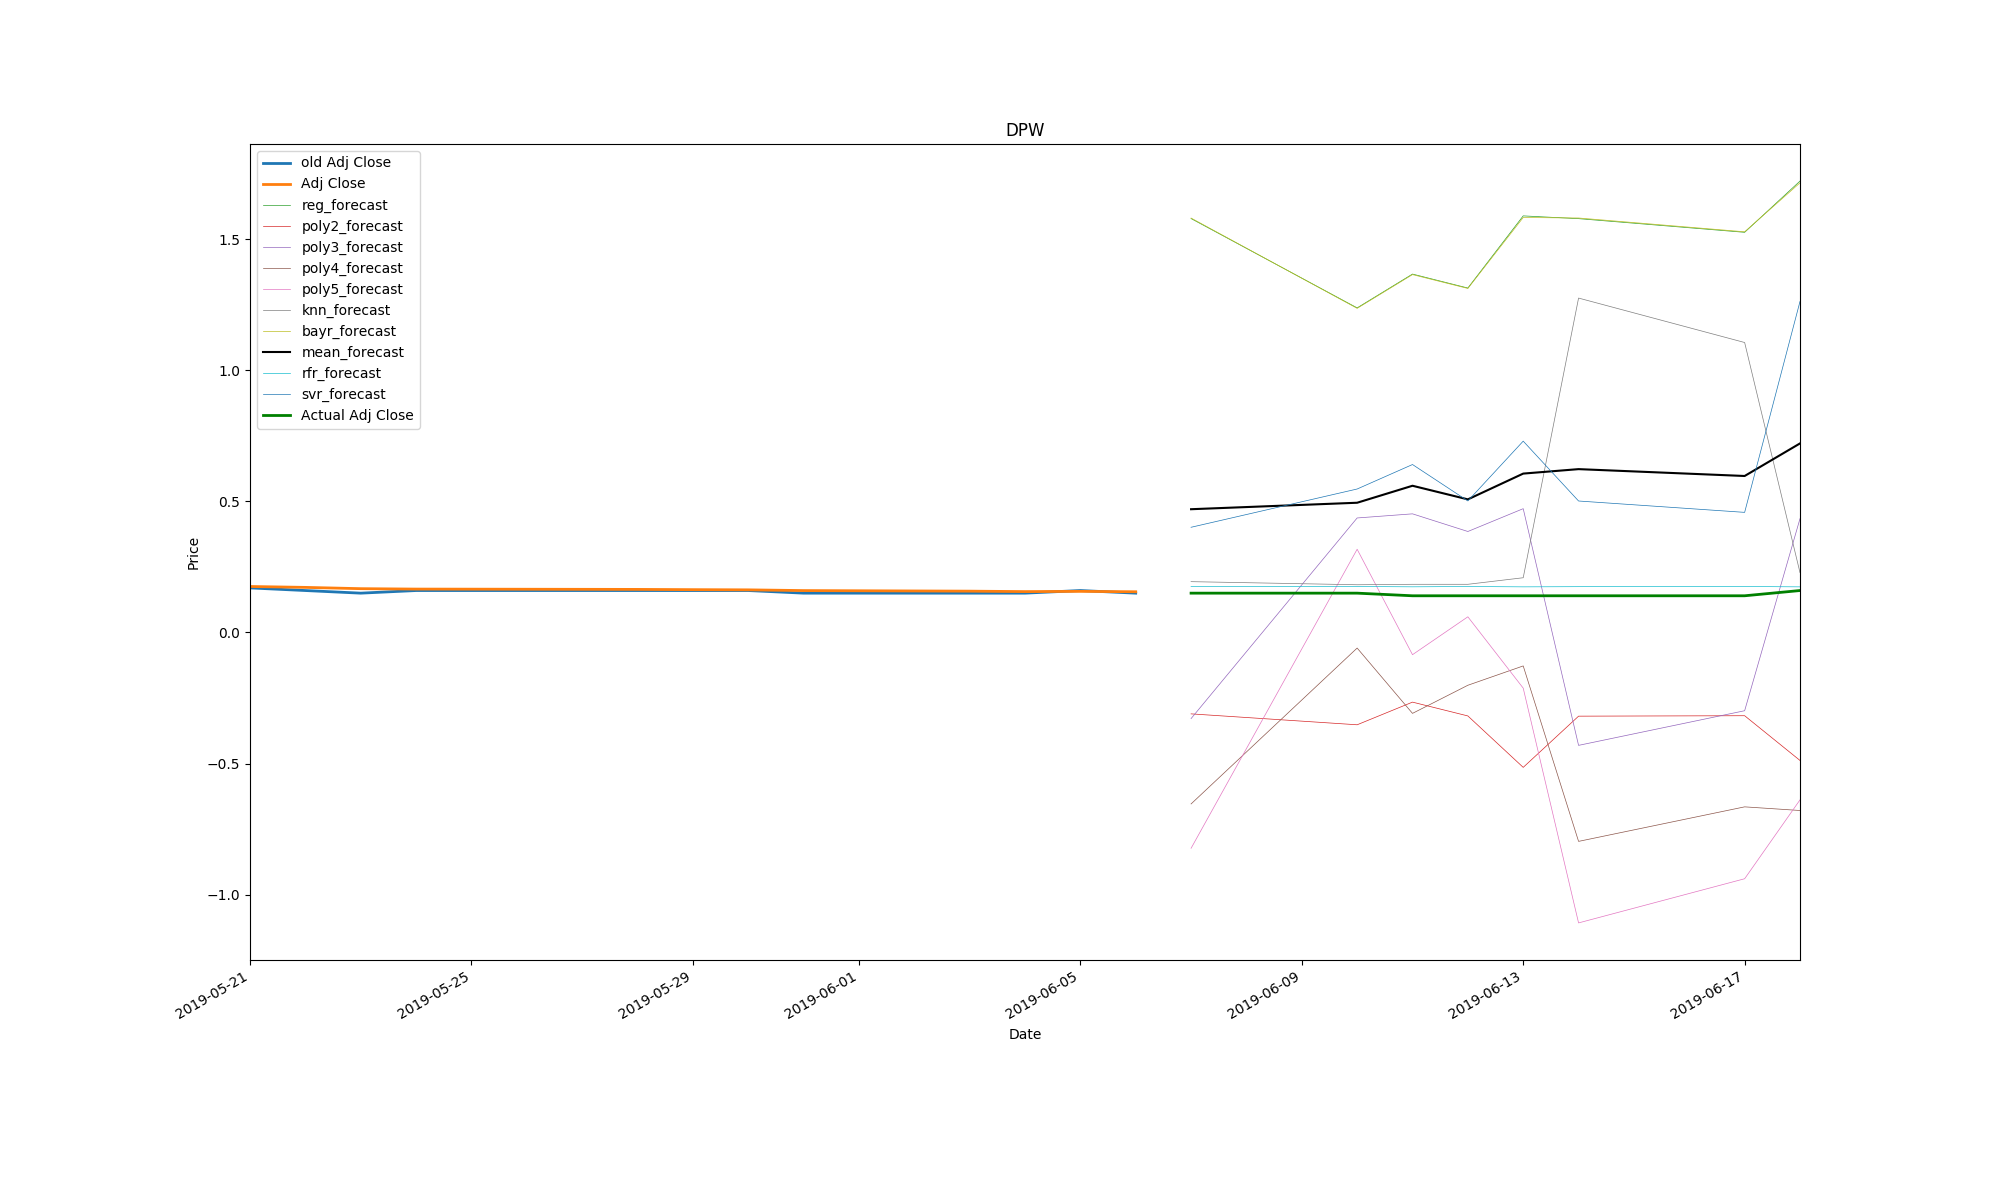 DPW
old Adj Close
Adj Close
reg_forecast
poly2_forecast
poly3_forecast
poly4_forecast
poly5_forecast
knn_forecast
bayr_forecast
mean_forecast
rfr_forecast
svr_forecast
Actual Adj Close
1.5
1.0
0.5
0.0
−0.5
−1.0
Price
2019-05-21
2019-05-25
2019-05-29
2019-06-01
2019-06-05
2019-06-09
2019-06-13
2019-06-17
Date